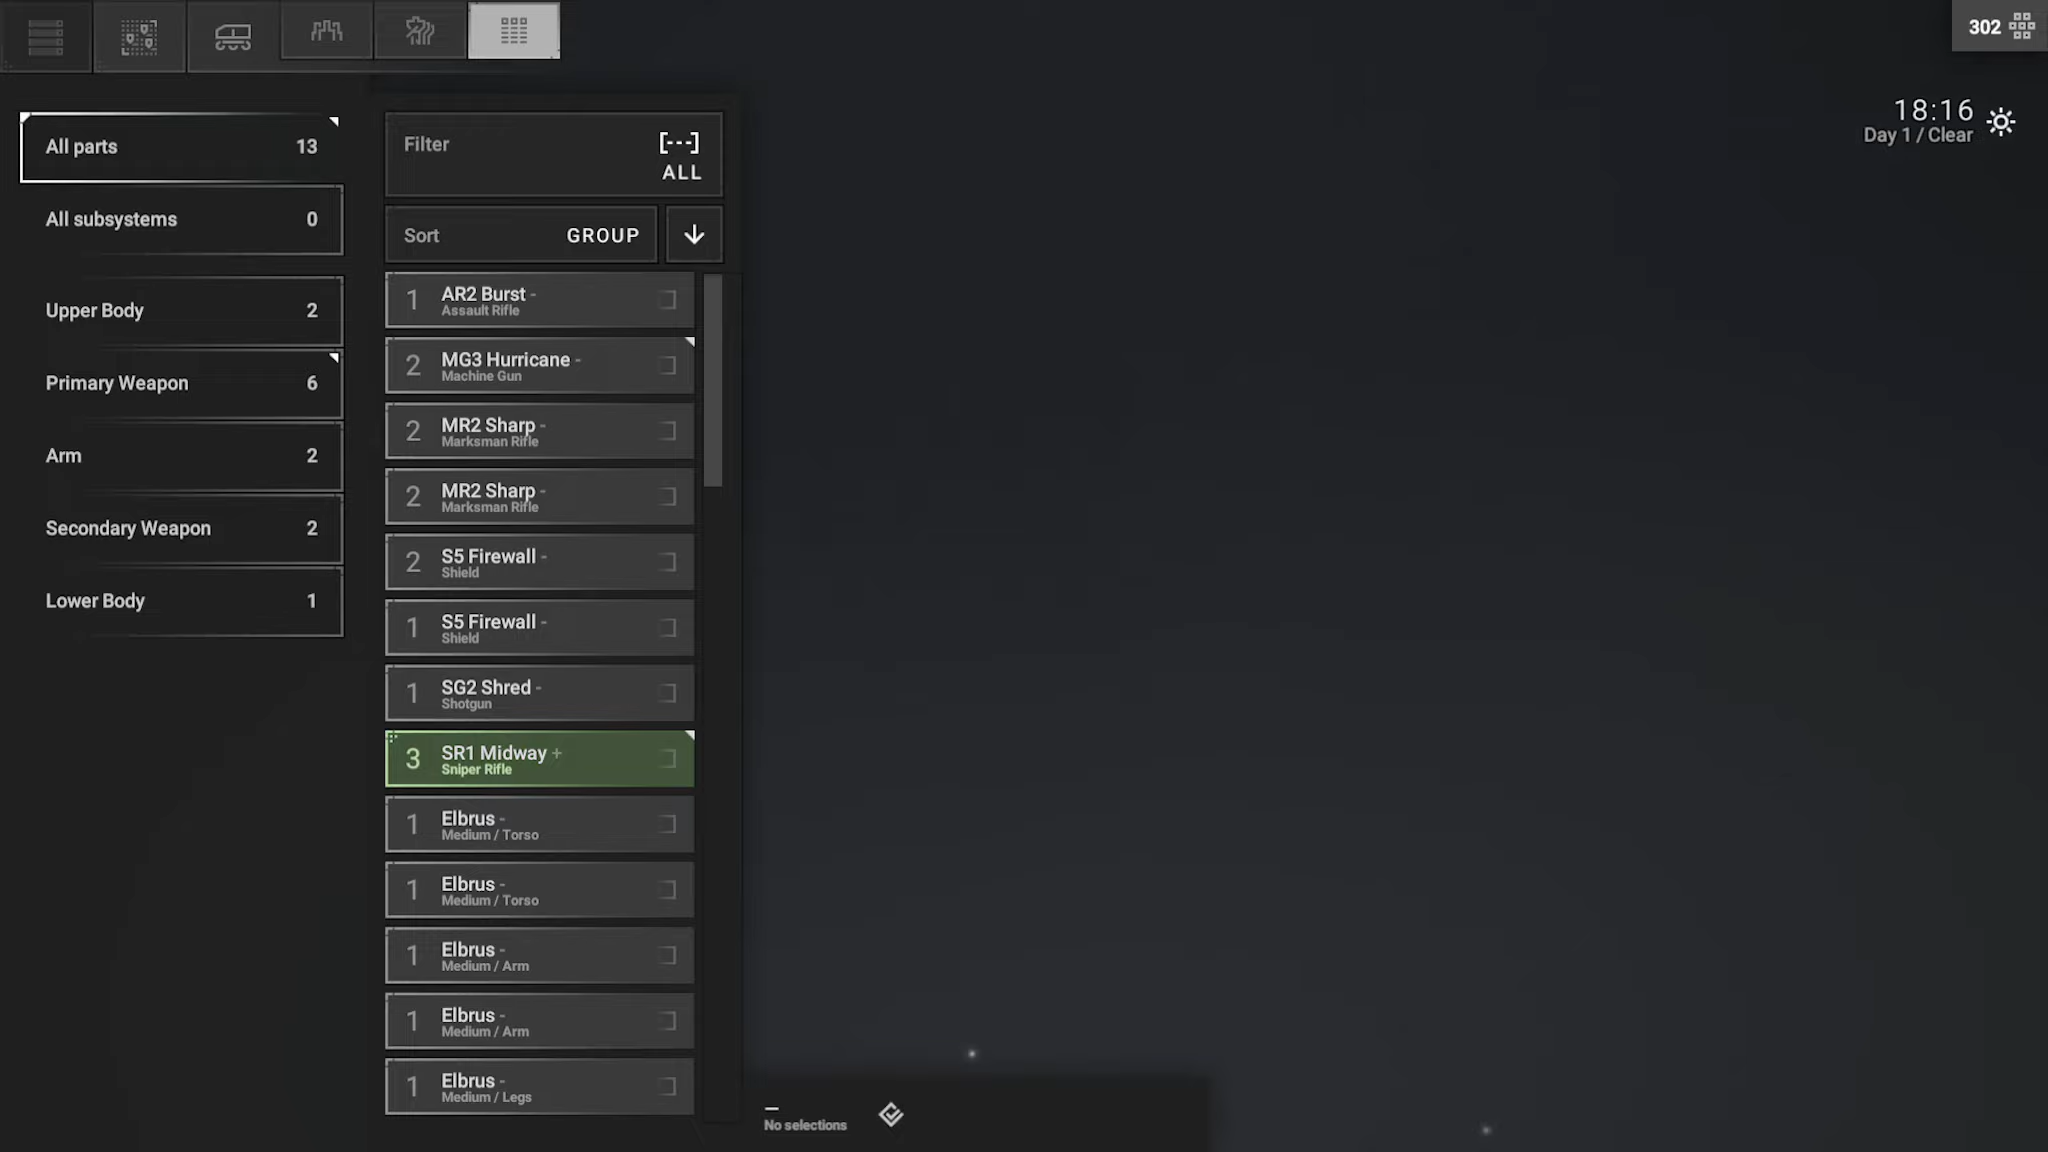 302
18:16
Day 1 / Clear
All parts 13
All subsystems 0
Upper Body 2
Primary Weapon 6
Arm 2
Secondary Weapon 2
Lower Body 1
Filter [---]
ALL
Sort GROUP
1 AR2 Burst -
Assault Rifle
2 MG3 Hurricane -
Machine Gun
2 MR2 Sharp -
Marksman Rifle
2 MR2 Sharp -
Marksman Rifle
2 S5 Firewall -
Shield
1 S5 Firewall -
Shield
1 SG2 Shred -
Shotgun
3 SR1 Midway +
Sniper Rifle
1 Elbrus -
Medium / Torso
1 Elbrus -
Medium / Torso
1 Elbrus -
Medium / Arm
1 Elbrus -
Medium / Arm
1 Elbrus -
Medium / Legs
–
No selections